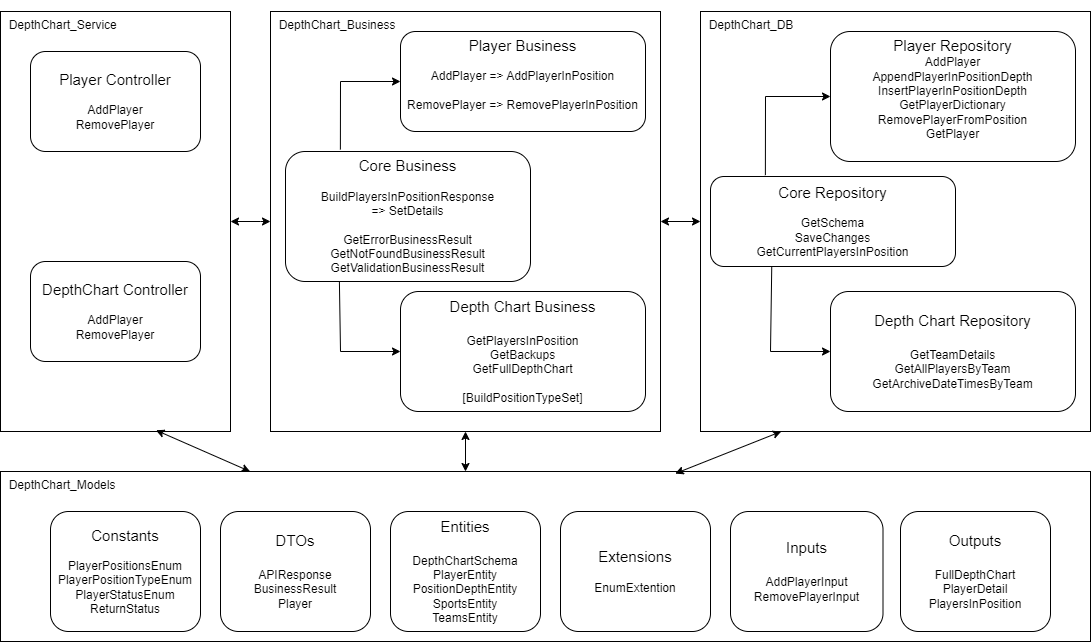 DepthChart_Service
Player Controller
AddPlayer
RemovePlayer
DepthChart Controller
AddPlayer
RemovePlayer
DepthChart_Business
Player Business
AddPlayer => AddPlayerInPosition
RemovePlayer => RemovePlayerInPosition
Core Business
BuildPlayersInPositionResponse
=> SetDetails
GetErrorBusinessResult
GetNotFoundBusinessResult
GetValidationBusinessResult
Depth Chart Business
GetPlayersInPosition
GetBackups
GetFullDepthChart
[BuildPositionTypeSet]
DepthChart_DB
Player Repository
AddPlayer
AppendPlayerInPositionDepth
InsertPlayerInPositionDepth
GetPlayerDictionary
RemovePlayerFromPosition
GetPlayer
Core Repository
GetSchema
SaveChanges
GetCurrentPlayersInPosition
Depth Chart Repository
GetTeamDetails
GetAllPlayersByTeam
GetArchiveDateTimesByTeam
DepthChart_Models
Constants
PlayerPositionsEnum
PlayerPositionTypeEnum
PlayerStatusEnum
ReturnStatus
DTOs
APIResponse
BusinessResult
Player
Entities
DepthChartSchema
PlayerEntity
PositionDepthEntity
SportsEntity
TeamsEntity
Extensions
EnumExtention
Inputs
AddPlayerInput
RemovePlayerInput
Outputs
FullDepthChart
PlayerDetail
PlayersInPosition